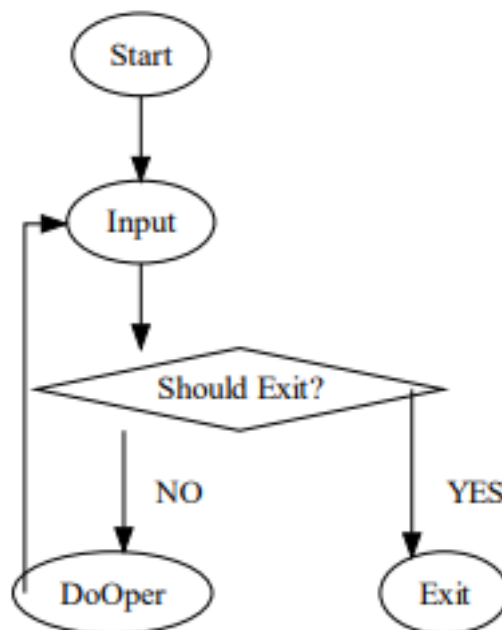 Start
Input
Should Exit?
NO
YES
DoOper
Exit